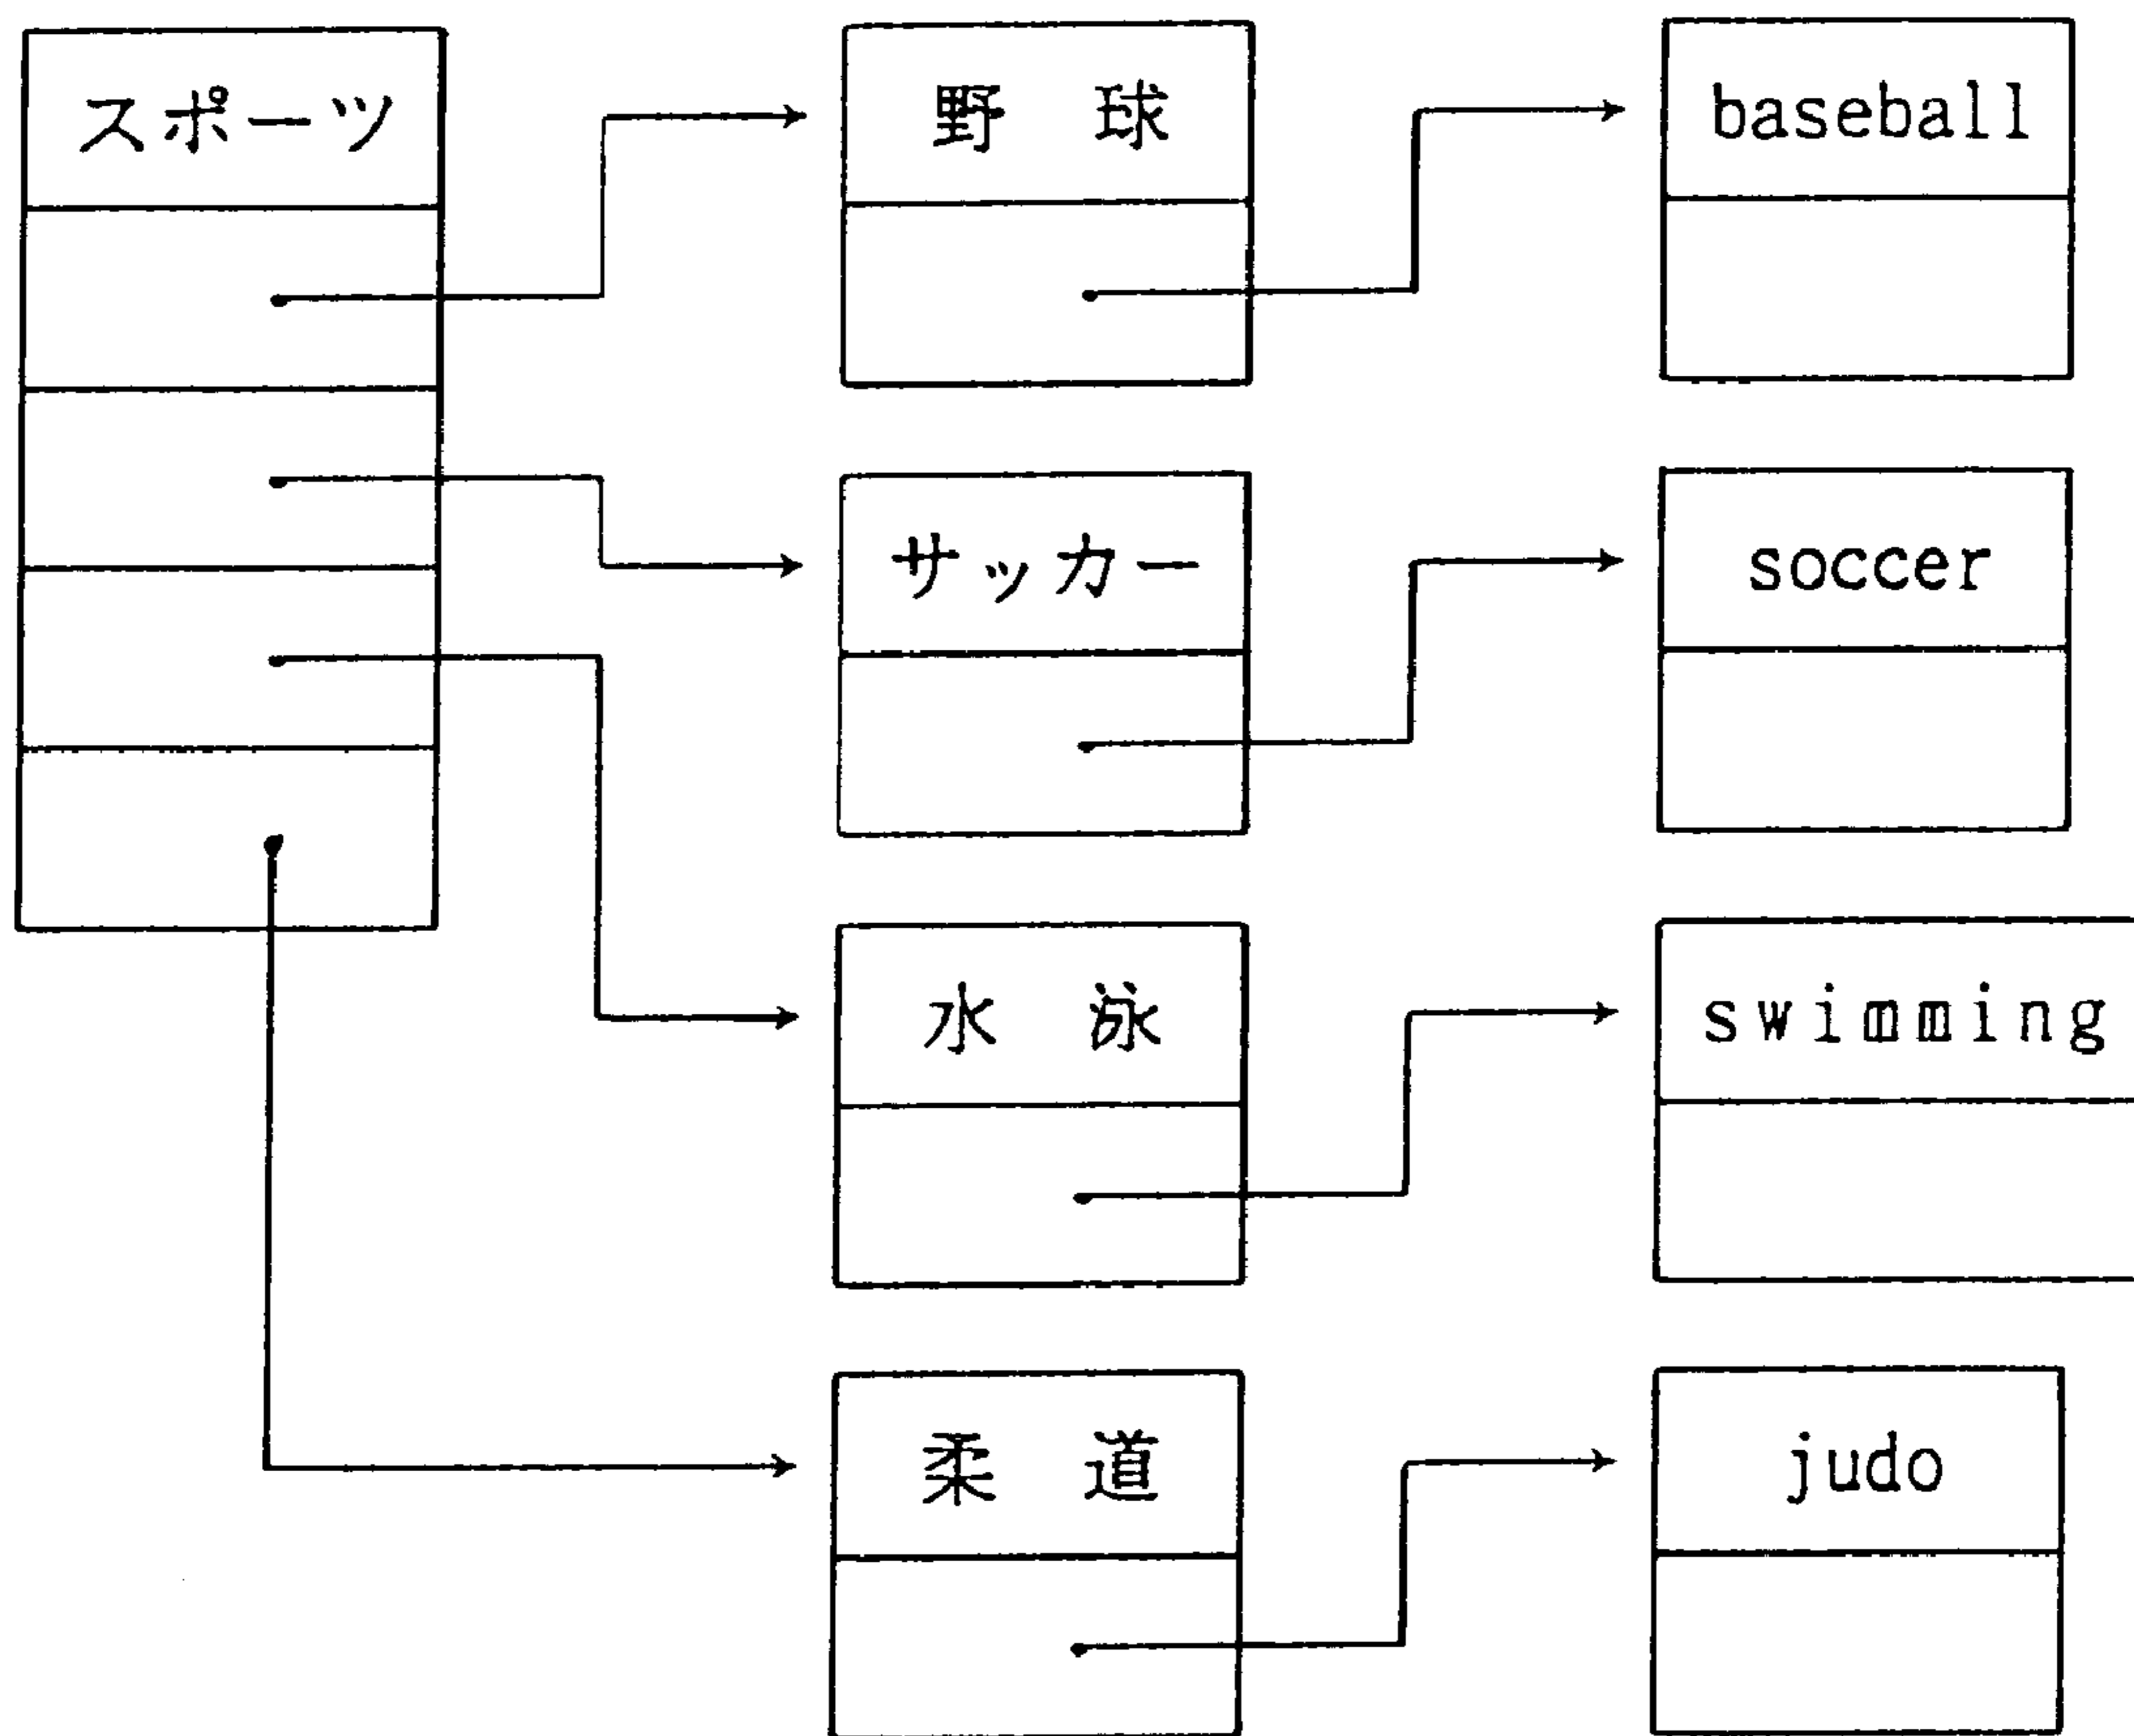 スポーツ
野球
baseball
サッカー
soccer
水泳
swimming
柔道
judo